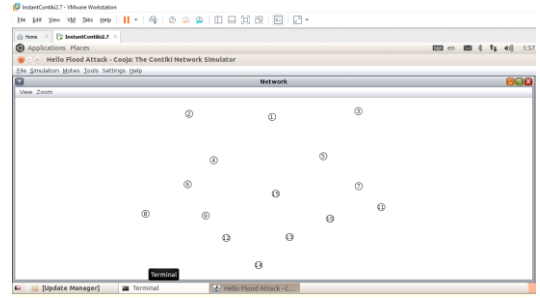 InstantContiki2.7 - VMware Workstation
File Edit View VM Tabs Help
Home InstantContiki2.7
Applications Places en 1:57
Hello Flood Attack - Cooja: The Contiki Network Simulator
File Simulation Motes Tools Settings Help
Network
View Zoom
3
2 1
5
4
6 7
15
11
8 9 10
12 13
14
Terminal
[Update Manager] Terminal Hello Flood Attack - C...